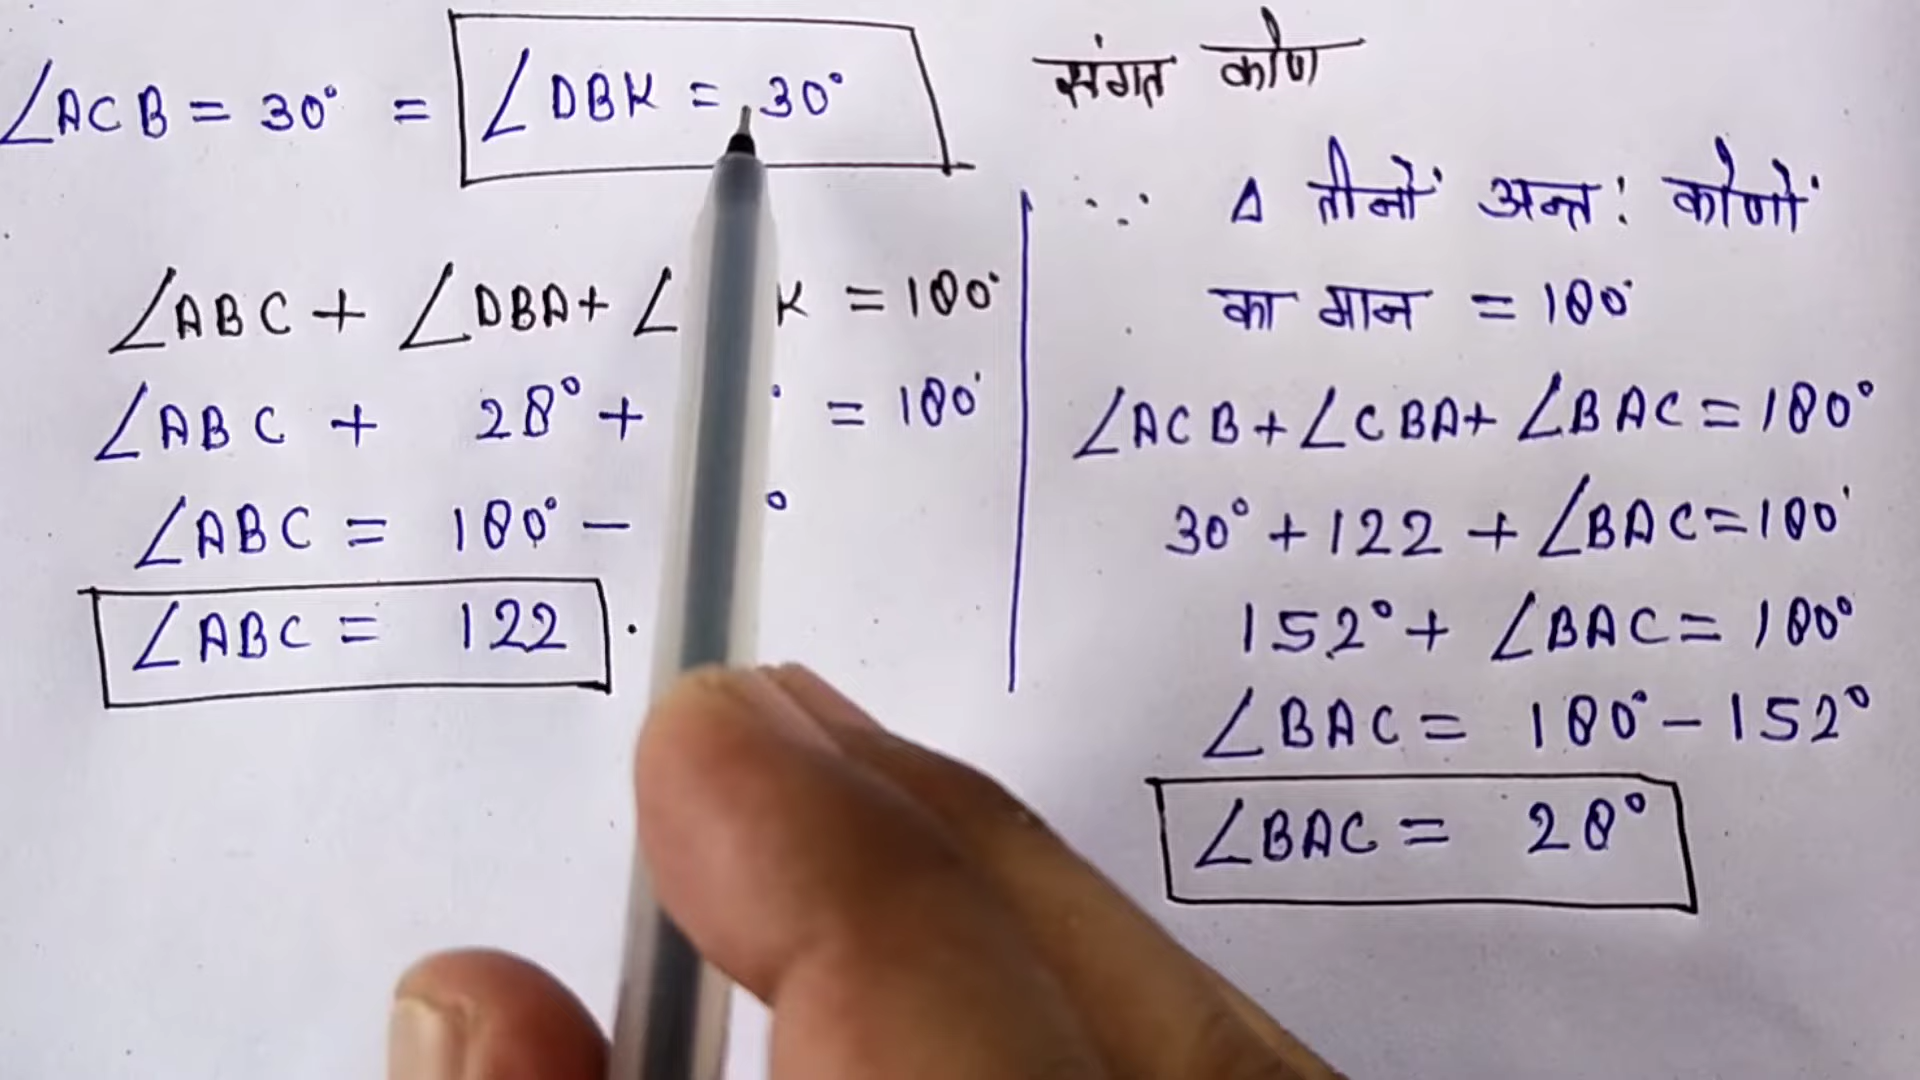 ∠ACB = 30° = ∠DBK = 30° संगत कोण
∠ABC + ∠DBA + ∠ K = 180°
∠ABC + 28° + ° = 180°
∠ABC = 180° - °
∠ABC = 122
∵ Δ तीनों अन्त: कोणों
का मान = 180°
∠ACB + ∠CBA + ∠BAC = 180°
30° + 122 + ∠BAC = 180°
152° + ∠BAC = 180°
∠BAC = 180° - 152°
∠BAC = 28°